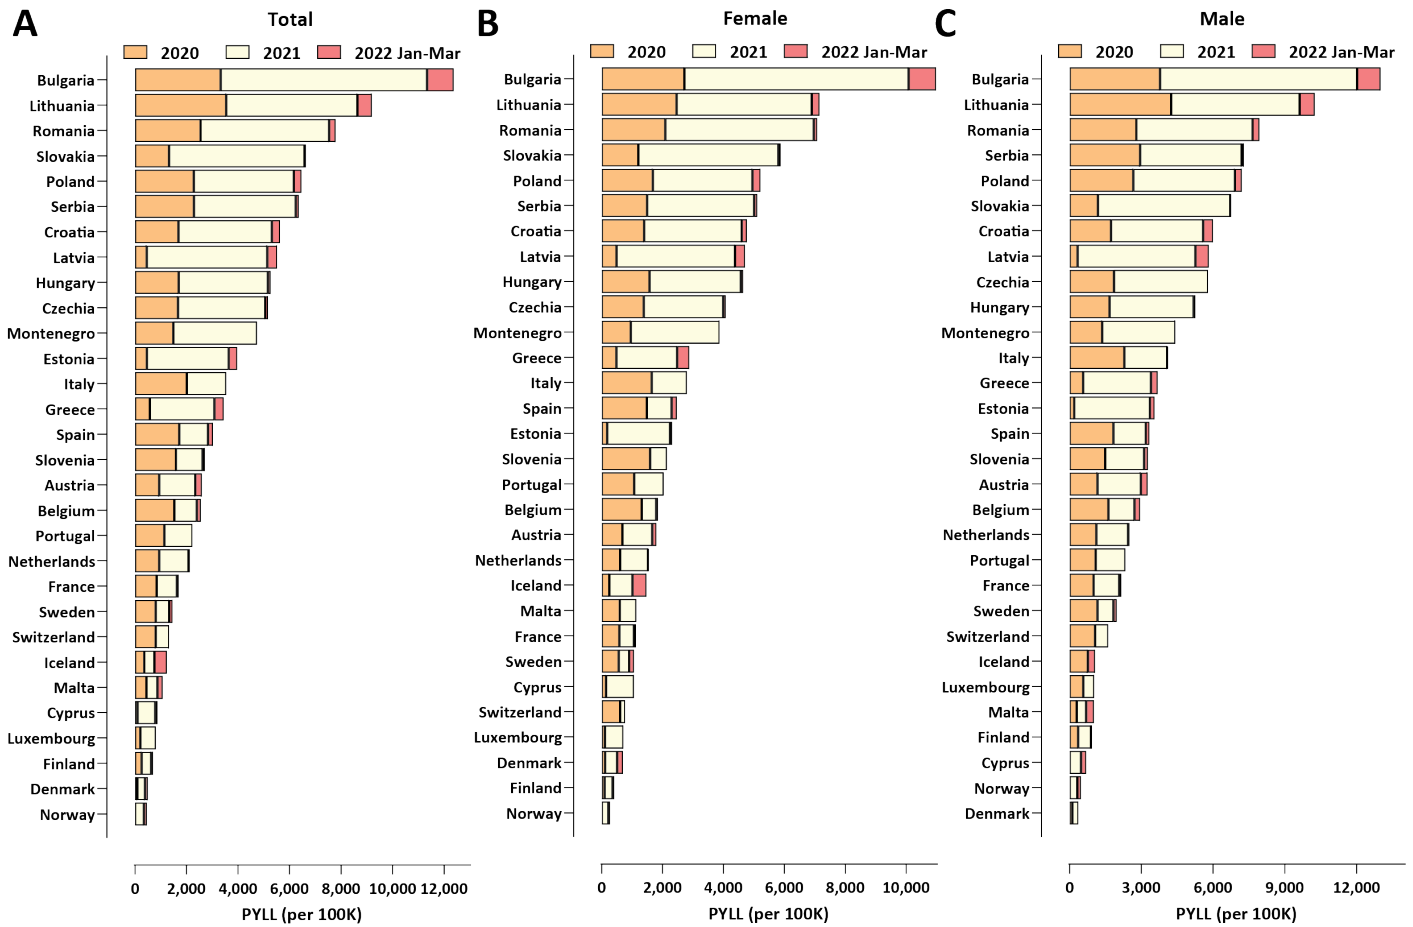 A
Total
2020 2021 2022 Jan-Mar
Bulgaria
Lithuania
Romania
Slovakia
Poland
Serbia
Croatia
Latvia
Hungary
Czechia
Montenegro
Estonia
Italy
Greece
Spain
Slovenia
Austria
Belgium
Portugal
Netherlands
France
Sweden
Switzerland
Iceland
Malta
Cyprus
Luxembourg
Finland
Denmark
Norway
0 2,000 4,000 6,000 8,000 10,000 12,000
PYLL (per 100K)
B
Female
2020 2021 2022 Jan-Mar
Bulgaria
Lithuania
Romania
Slovakia
Poland
Serbia
Croatia
Latvia
Hungary
Czechia
Montenegro
Greece
Italy
Spain
Estonia
Slovenia
Portugal
Belgium
Austria
Netherlands
Iceland
Malta
France
Sweden
Cyprus
Switzerland
Luxembourg
Denmark
Finland
Norway
0 2,000 4,000 6,000 8,000 10,000
PYLL (per 100K)
C
Male
2020 2021 2022 Jan-Mar
Bulgaria
Lithuania
Romania
Serbia
Poland
Slovakia
Croatia
Latvia
Czechia
Hungary
Montenegro
Italy
Greece
Estonia
Spain
Slovenia
Austria
Belgium
Netherlands
Portugal
France
Sweden
Switzerland
Iceland
Luxembourg
Malta
Finland
Cyprus
Norway
Denmark
0 3,000 6,000 9,000 12,000
PYLL (per 100K)